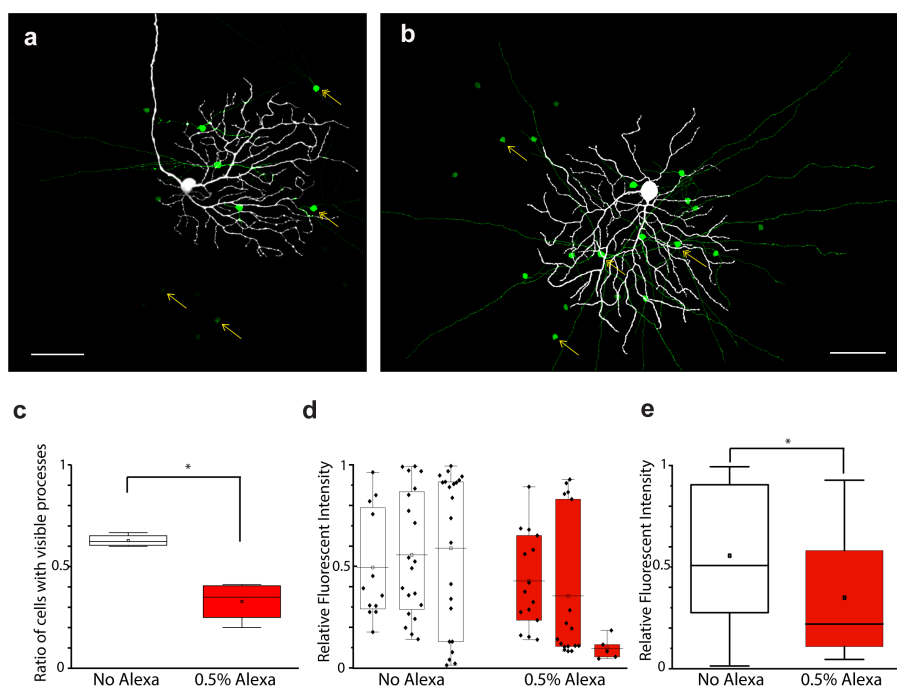 a
b
c
d
e
Ratio of cells with visible processes
1
0.5
0
*
No Alexa
0.5% Alexa
Relative Fluorescent Intensity
1
0.5
0
No Alexa
0.5% Alexa
Relative Fluorescent Intensity
1
0.5
0
*
No Alexa
0.5% Alexa